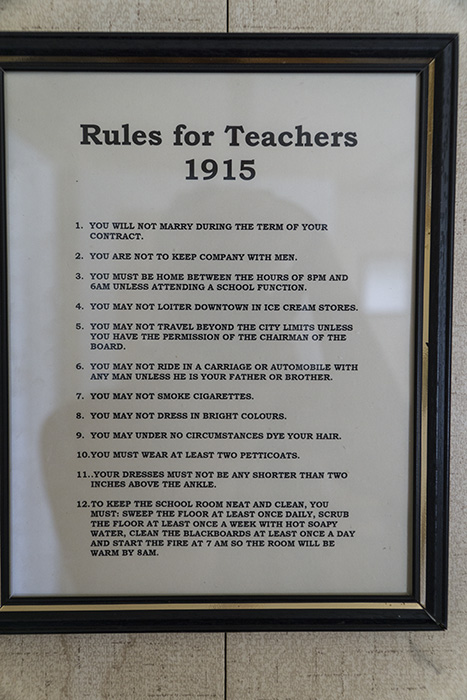 Rules for Teachers
1915
1. YOU WILL NOT MARRY DURING THE TERM OF YOUR
CONTRACT.
2. YOU ARE NOT TO KEEP COMPANY WITH MEN.
3. YOU MUST BE HOME BETWEEN THE HOURS OF 8PM AND
6AM UNLESS ATTENDING A SCHOOL FUNCTION.
4. YOU MAY NOT LOITER DOWNTOWN IN ICE CREAM STORES.
5. YOU MAY NOT TRAVEL BEYOND THE CITY LIMITS UNLESS
YOU HAVE THE PERMISSION OF THE CHAIRMAN OF THE
BOARD.
6. YOU MAY NOT RIDE IN A CARRIAGE OR AUTOMOBILE WITH
ANY MAN UNLESS HE IS YOUR FATHER OR BROTHER.
7. YOU MAY NOT SMOKE CIGARETTES.
8. YOU MAY NOT DRESS IN BRIGHT COLOURS.
9. YOU MAY UNDER NO CIRCUMSTANCES DYE YOUR HAIR.
10.YOU MUST WEAR AT LEAST TWO PETTICOATS.
11..YOUR DRESSES MUST NOT BE ANY SHORTER THAN TWO
INCHES ABOVE THE ANKLE.
12.TO KEEP THE SCHOOL ROOM NEAT AND CLEAN, YOU
MUST: SWEEP THE FLOOR AT LEAST ONCE DAILY, SCRUB
THE FLOOR AT LEAST ONCE A WEEK WITH HOT SOAPY
WATER, CLEAN THE BLACKBOARDS AT LEAST ONCE A DAY
AND START THE FIRE AT 7 AM SO THE ROOM WILL BE
WARM BY 8AM.